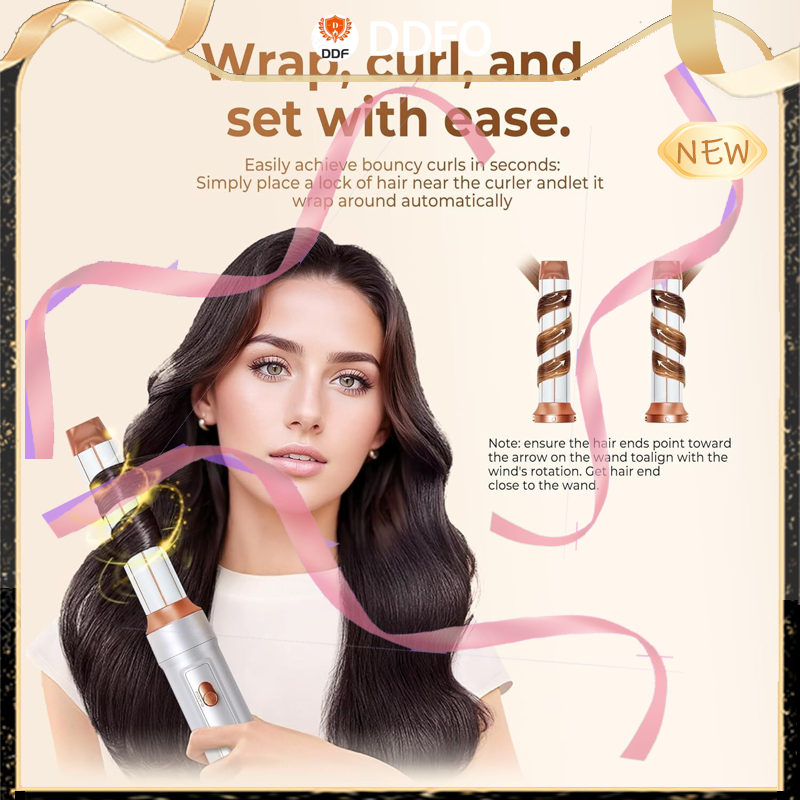 DDFO
D
DDF
Wrap, curl, and
set with ease.
NEW
Easily achieve bouncy curls in seconds:
Simply place a lock of hair near the curler andlet it
wrap around automatically
Note: ensure the hair ends point toward
the arrow on the wand toalign with the
wind's rotation. Get hair end
close to the wand.